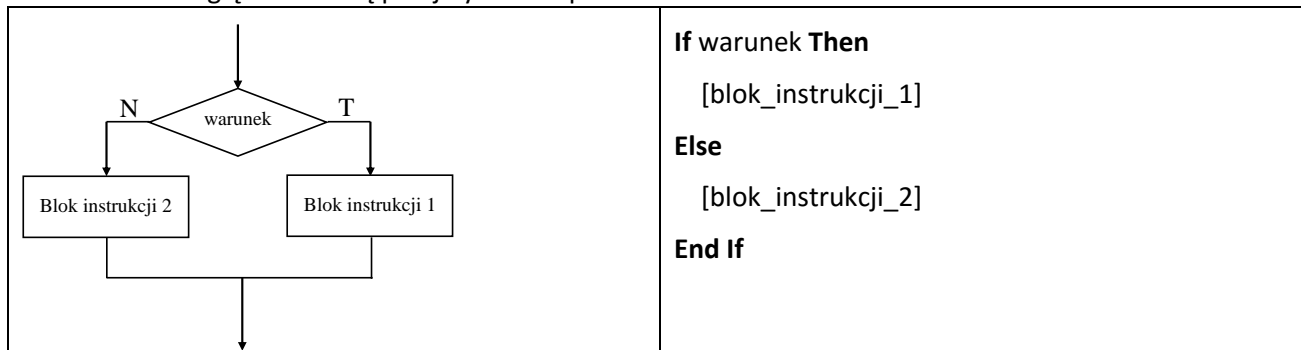 N
warunek
T
Blok instrukcji 2
Blok instrukcji 1
If warunek Then
[blok_instrukcji_1]
Else
[blok_instrukcji_2]
End If